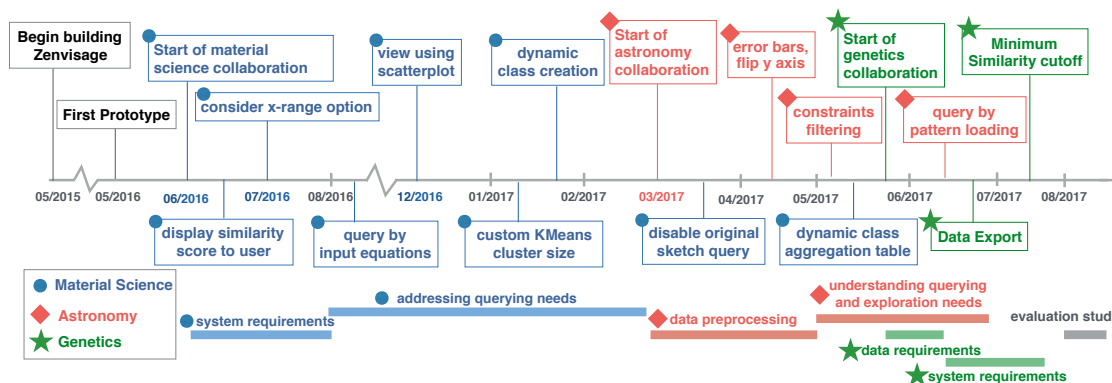 Begin building
Zenvisage
First Prototype
Start of material
science collaboration
consider x-range option
view using
scatterplot
dynamic
class creation
Start of
astronomy
collaboration
error bars,
flip y axis
constraints
filtering
Start of
genetics
collaboration
query by
pattern loading
Minimum
Similarity cutoff
05/2015
05/2016
06/2016
07/2016
08/2016
12/2016
01/2017
02/2017
03/2017
04/2017
05/2017
06/2017
07/2017
08/2017
display similarity
score to user
query by
input equations
custom KMeans
cluster size
disable original
sketch query
dynamic class
aggregation table
Data Export
Material Science
Astronomy
Genetics
system requirements
addressing querying needs
data preprocessing
understanding querying
and exploration needs
data requirements
system requirements
evaluation stud